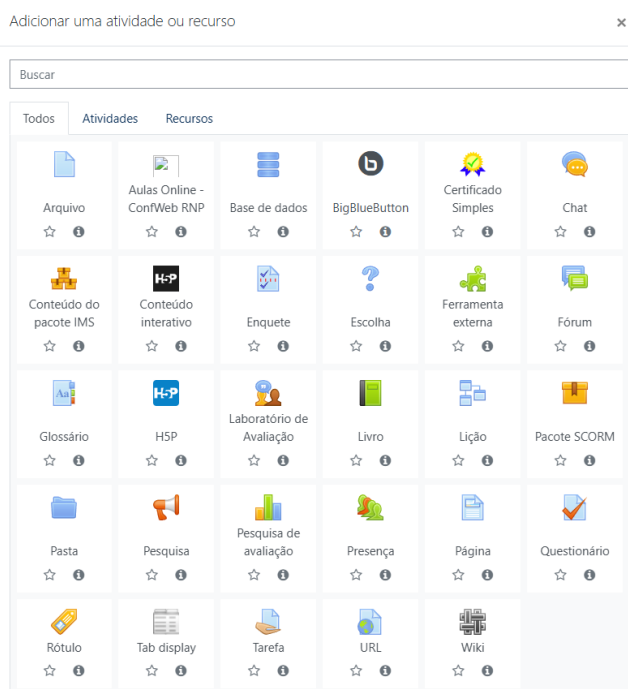 Adicionar uma atividade ou recurso
Buscar
Todos Atividades Recursos
Arquivo
Aulas Online -
ConfWeb RNP
Base de dados
BigBlueButton
Certificado
Simples
Chat
Conteúdo do
pacote IMS
H-P
Conteúdo
interativo
Enquete
Escolha
Ferramenta
externa
Fórum
Aa
Glossário
H5P
H5P
Laboratório de
Avaliação
Livro
Lição
Pacote SCORM
Pasta
Pesquisa
Pesquisa de
avaliação
Presença
Página
Questionário
Rótulo
Tab display
Tarefa
URL
Wiki